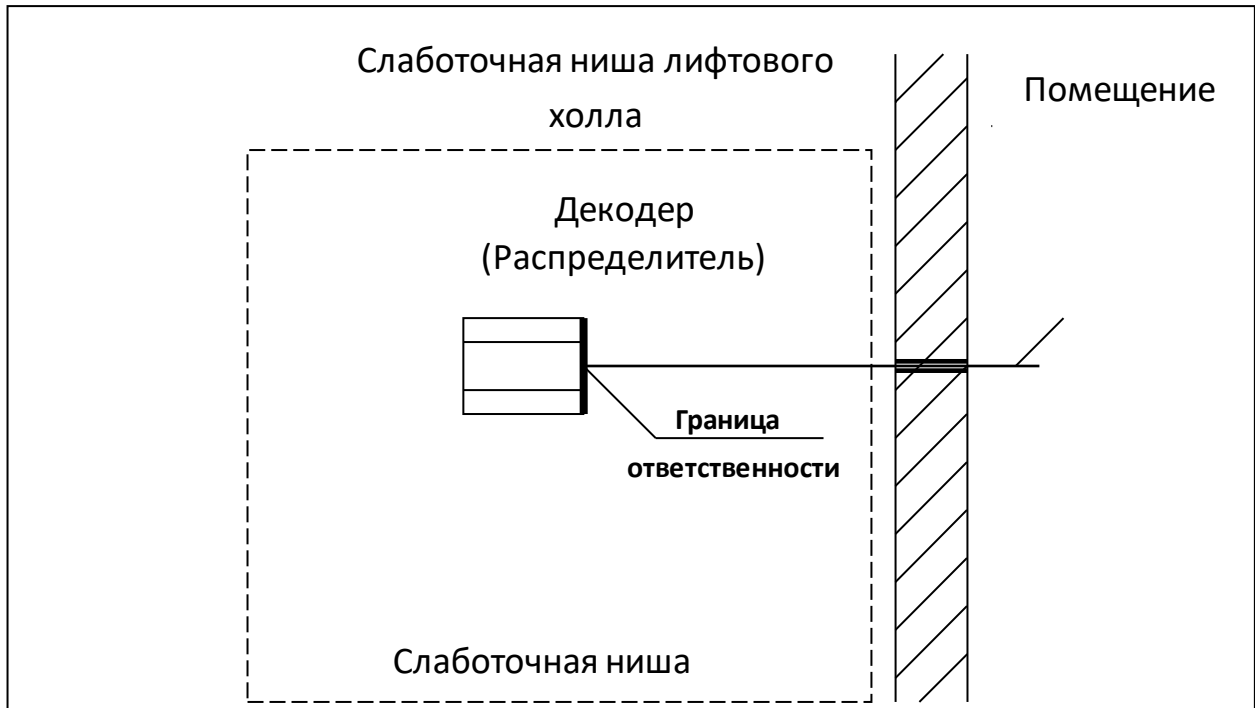 Слаботочная ниша лифтового
холла
Помещение
Декодер
(Распределитель)
Граница
ответственности
Слаботочная ниша